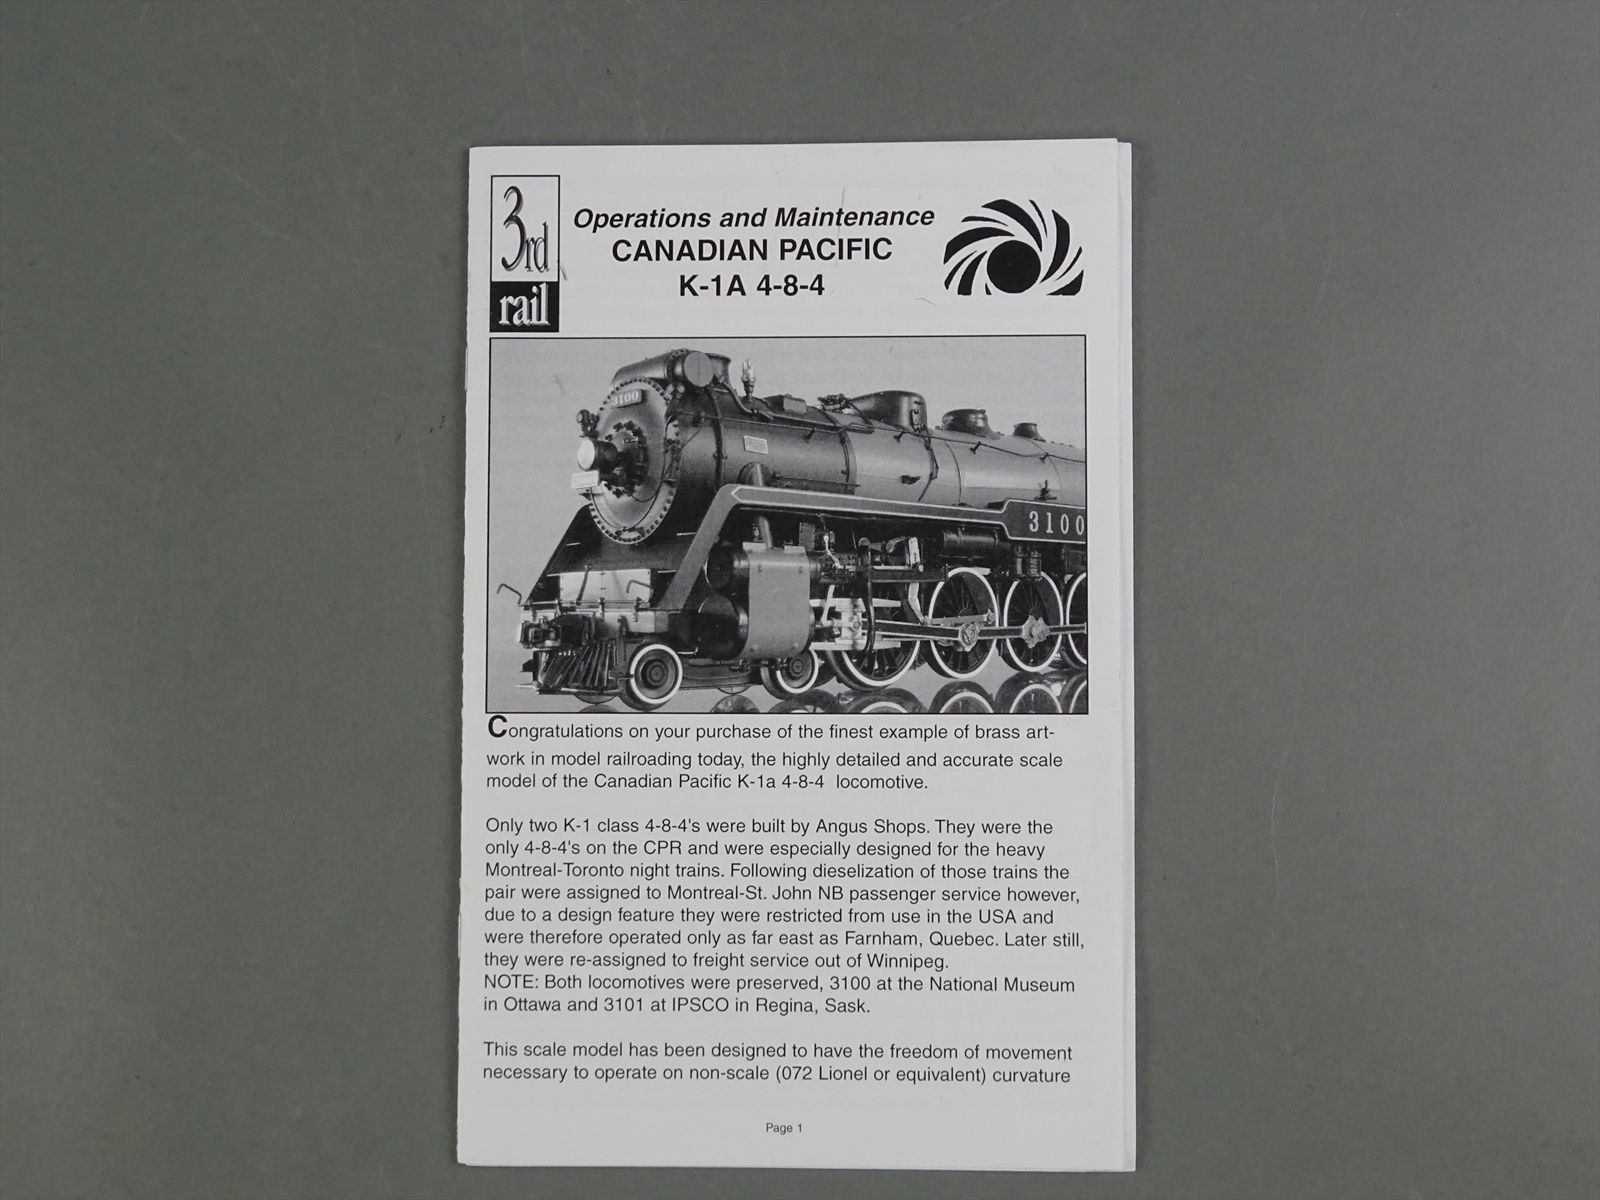 3rd
rail
Operations and Maintenance
CANADIAN PACIFIC
K-1A 4-8-4
3100
3100
Congratulations on your purchase of the finest example of brass art-
work in model railroading today, the highly detailed and accurate scale
model of the Canadian Pacific K-1a 4-8-4 locomotive.
Only two K-1 class 4-8-4's were built by Angus Shops. They were the
only 4-8-4's on the CPR and were especially designed for the heavy
Montreal-Toronto night trains. Following dieselization of those trains the
pair were assigned to Montreal-St. John NB passenger service however,
due to a design feature they were restricted from use in the USA and
were therefore operated only as far east as Farnham, Quebec. Later still,
they were re-assigned to freight service out of Winnipeg.
NOTE: Both locomotives were preserved, 3100 at the National Museum
in Ottawa and 3101 at IPSCO in Regina, Sask.
This scale model has been designed to have the freedom of movement
necessary to operate on non-scale (072 Lionel or equivalent) curvature
Page 1